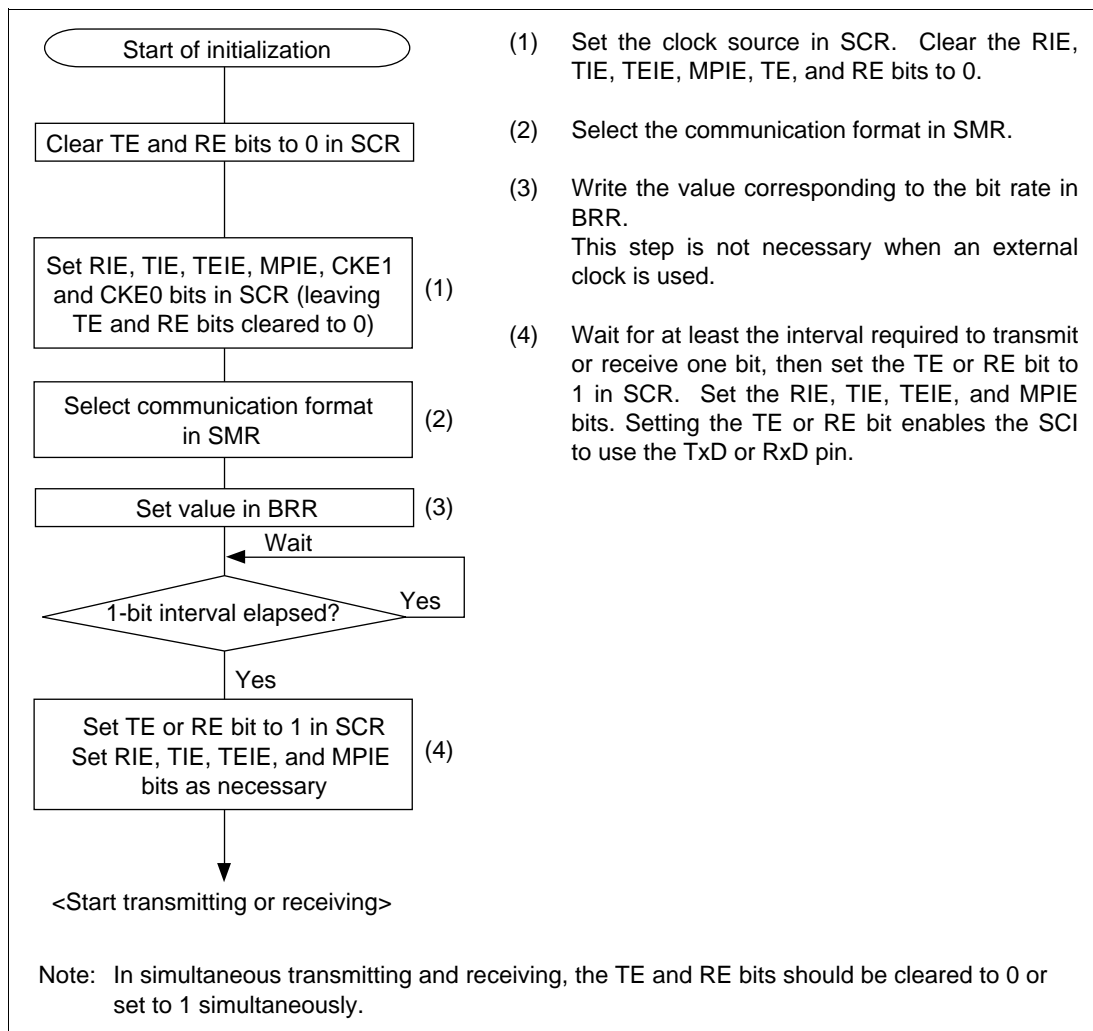 Start of initialization
Clear TE and RE bits to 0 in SCR
Set RIE, TIE, TEIE, MPIE, CKE1
and CKE0 bits in SCR (leaving
TE and RE bits cleared to 0)
(1)
Select communication format
in SMR
(2)
Set value in BRR
(3)
Wait
1-bit interval elapsed?
Yes
Yes
Set TE or RE bit to 1 in SCR
Set RIE, TIE, TEIE, and MPIE
bits as necessary
(4)
<Start transmitting or receiving>
(1) Set the clock source in SCR. Clear the RIE,
TIE, TEIE, MPIE, TE, and RE bits to 0.
(2) Select the communication format in SMR.
(3) Write the value corresponding to the bit rate in
BRR.
This step is not necessary when an external
clock is used.
(4) Wait for at least the interval required to transmit
or receive one bit, then set the TE or RE bit to
1 in SCR. Set the RIE, TIE, TEIE, and MPIE
bits. Setting the TE or RE bit enables the SCI
to use the TxD or RxD pin.
Note: In simultaneous transmitting and receiving, the TE and RE bits should be cleared to 0 or
set to 1 simultaneously.